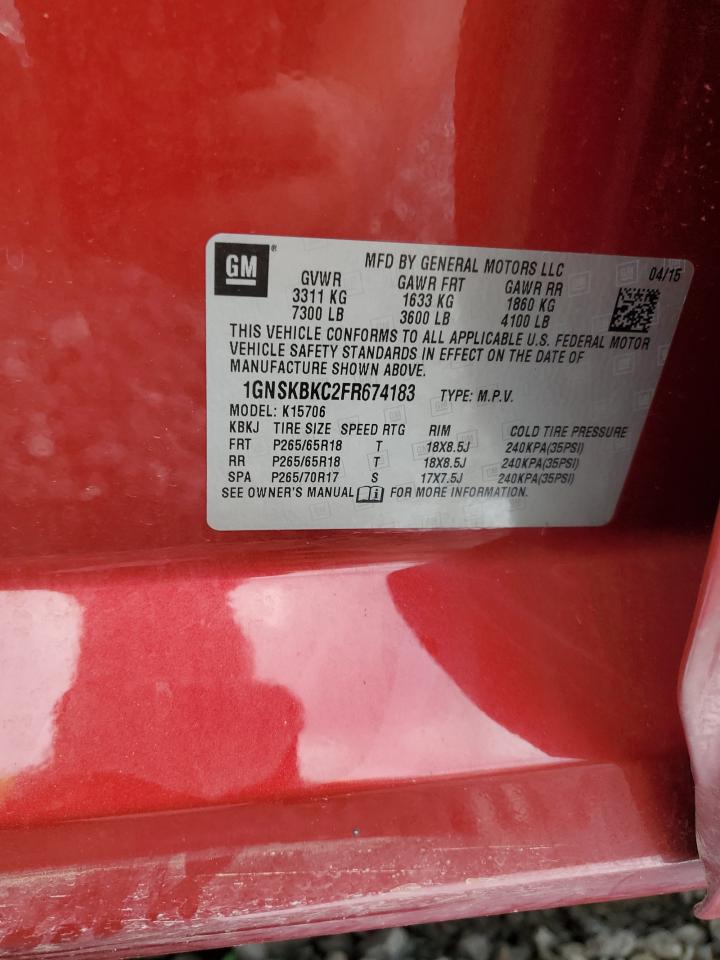 GM® MFD BY GENERAL MOTORS LLC 04/15
GVWR GAWR FRT GAWR RR
3311 KG 1633 KG 1860 KG
7300 LB 3600 LB 4100 LB
THIS VEHICLE CONFORMS TO ALL APPLICABLE U.S. FEDERAL MOTOR
VEHICLE SAFETY STANDARDS IN EFFECT ON THE DATE OF
MANUFACTURE SHOWN ABOVE.
1GNSKBKC2FR674183 TYPE: M.P.V.
MODEL: K15706
KBKJ TIRE SIZE SPEED RTG RIM COLD TIRE PRESSURE
FRT P265/65R18 T 18X8.5J 240KPA(35PSI)
RR P265/65R18 T 18X8.5J 240KPA(35PSI)
SPA P265/70R17 S 17X7.5J 240KPA(35PSI)
SEE OWNER'S MANUAL i FOR MORE INFORMATION.